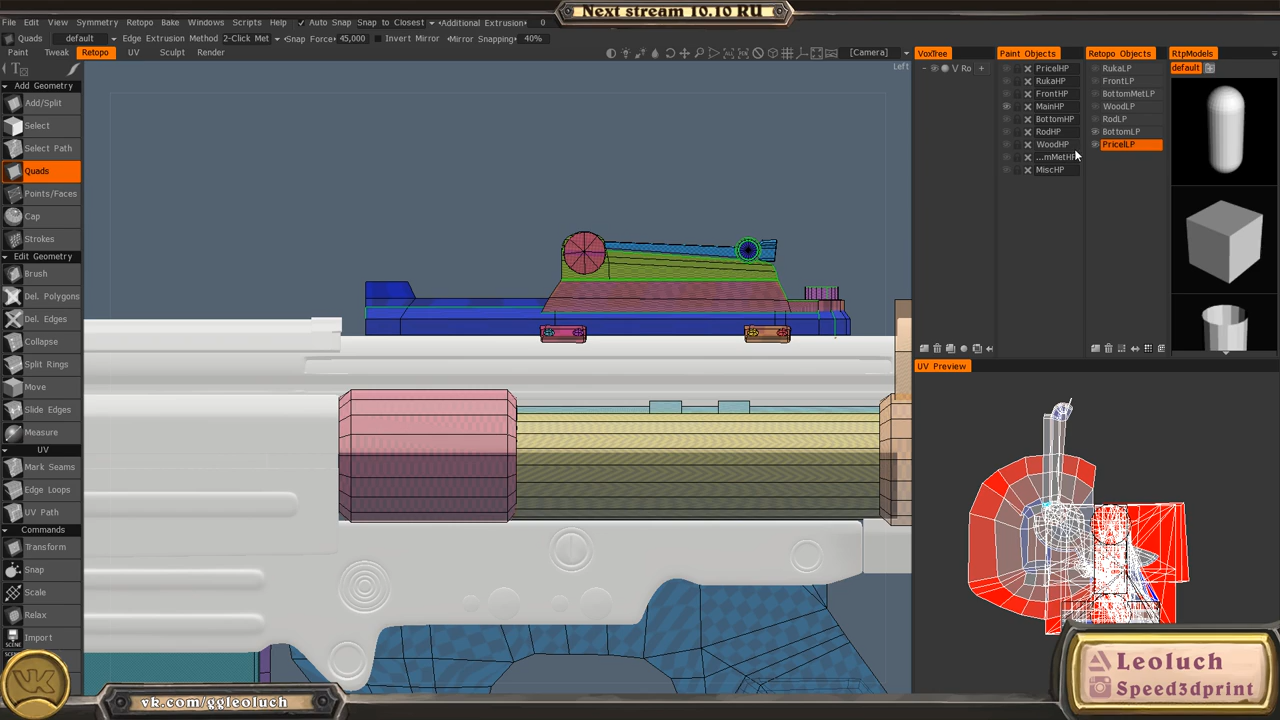 Next stream 10.10 RU
File Edit View Symmetry Retopo Bake Windows Scripts Help Auto Snap Snap to Closest Additional Extrusion 0
Quads default Edge Extrusion Method 2-Click Met Snap Force 45,000 Invert Mirror Mirror Snapping 40%
Paint Tweak Retopo UV Sculpt Render [Camera]
Left
Add Geometry
Add/Split
Select
Select Path
Quads
Points/Faces
Cap
Strokes
Edit Geometry
Brush
Del. Polygons
Del. Edges
Collapse
Split Rings
Move
Slide Edges
Measure
UV
Mark Seams
Edge Loops
UV Path
Commands
Transform
Snap
Scale
Relax
Import
SCENE
VoxTree
V Ro +
Paint Objects
PricelHP
RukaHP
FrontHP
MainHP
BottomHP
RodHP
WoodHP
...mMetHP
MiscHP
Retopo Objects
RukaLP
FrontLP
BottomMetLP
WoodLP
RodLP
BottomLP
PricelLP
RtpModels
default
UV Preview
vk.com/ggleoluch
Leoluch
Speed3dprint